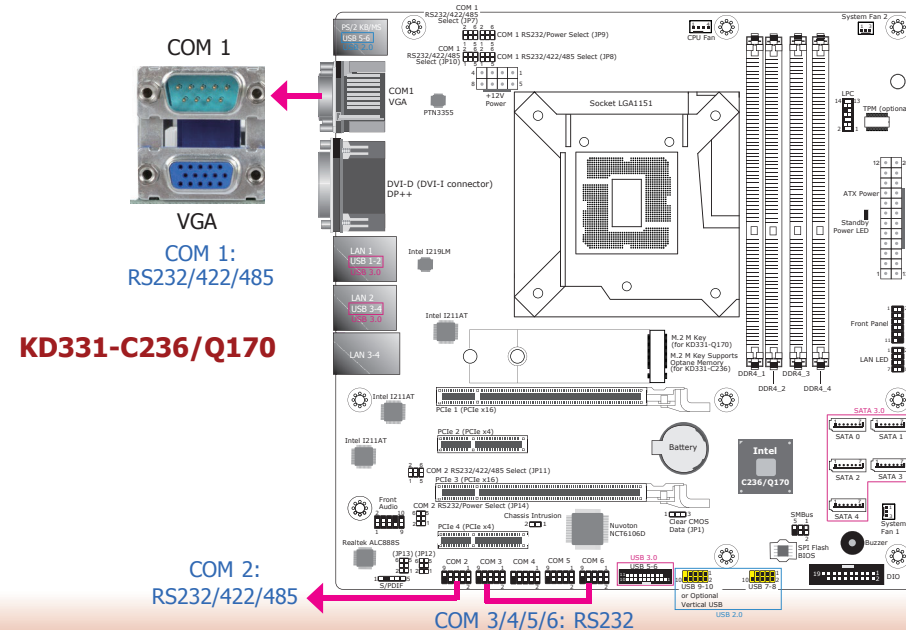 COM 1
VGA
COM 1:
RS232/422/485
KD331-C236/Q170
COM 2:
RS232/422/485
COM 3/4/5/6: RS232
PS/2 KB/MS
USB 5-6
USB 2.0
COM 1
RS232/422/485
Select (JP7)
COM 1 RS232/Power Select (JP9)
COM 1
RS232/422/485
Select (JP10)
COM 1 RS232/422/485 Select (JP8)
+12V
Power
CPU Fan
System Fan 2
COM1
VGA
PTN3355
Socket LGA1151
LPC
14 13
2 1
TPM (optiona
DVI-D (DVI-I connector)
DP++
ATX Power
Standby
Power LED
LAN 1
USB 1-2
USB 3.0
Intel I219LM
LAN 2
USB 3-4
USB 3.0
Intel I211AT
LAN 3-4
M.2 M Key
(for KD331-Q170)
M.2 M Key Supports
Optane Memory
(for KD331-C236)
Front Panel
LAN LED
DDR4_1
DDR4_2
DDR4_3
DDR4_4
Intel I211AT
PCIe 1 (PCIe x16)
SATA 3.0
SATA 0
SATA 1
PCIe 2 (PCIe x4)
Intel I211AT
Battery
Intel
C236/Q170
SATA 2
SATA 3
COM 2 RS232/422/485 Select (JP11)
PCIe 3 (PCIe x16)
SATA 4
Front
Audio
COM 2 RS232/Power Select (JP14)
Chassis Intrusion
Nuvoton
NCT6106D
Clear CMOS
Data (JP1)
SMBus
System
Fan 1
PCIe 4 (PCIe x4)
Realtek ALC888S
SPI Flash
BIOS
Buzzer
(JP13) (JP12)
S/PDIF
COM 2
COM 3
COM 4
COM 5
COM 6
USB 3.0
USB 5-6
USB 9-10
or Optional
Vertical USB
USB 7-8
USB 2.0
DIO